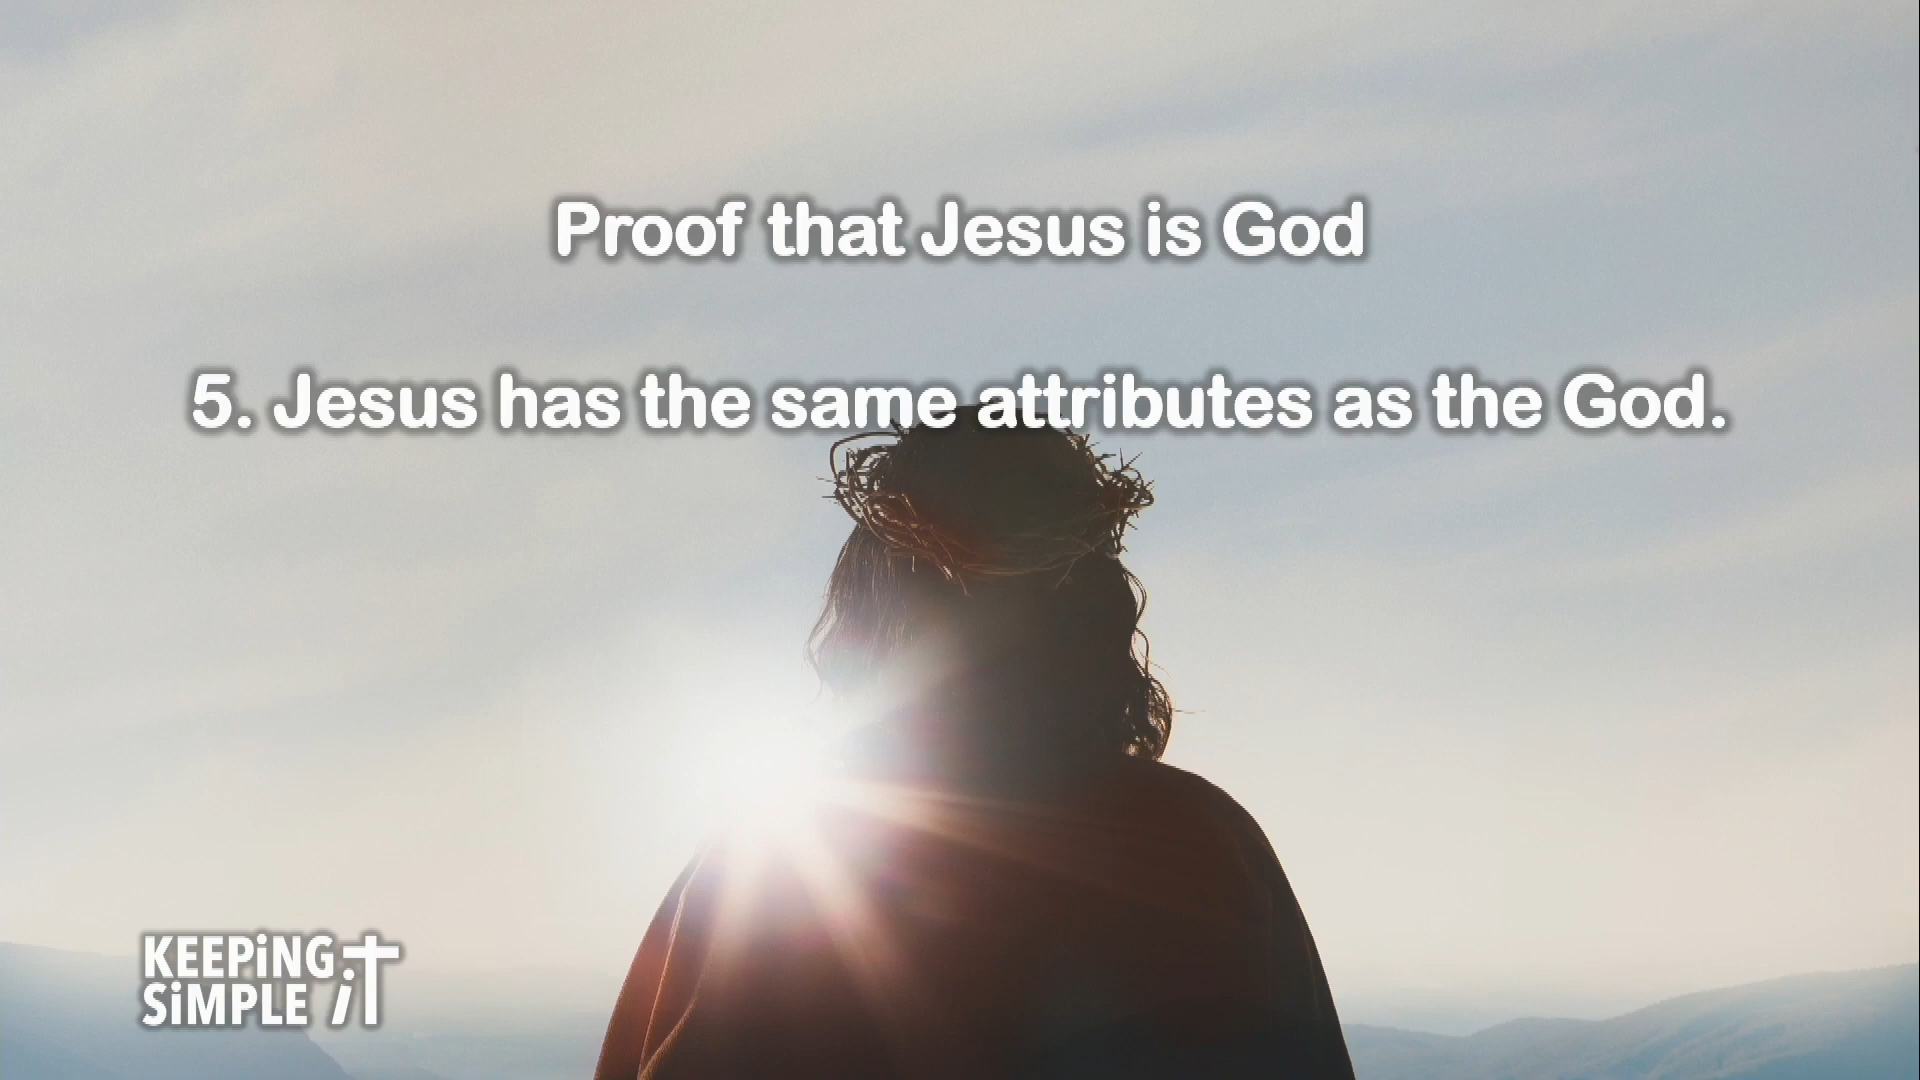 Proof that Jesus is God
5. Jesus has the same attributes as the God.
KEEPiNG iT
SiMPLE